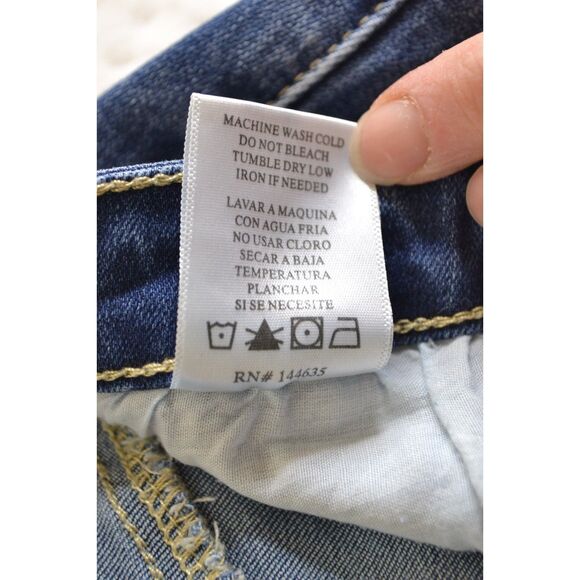 MACHINE WASH COLD
DO NOT BLEACH
TUMBLE DRY LOW
IRON IF NEEDED
LAVAR A MAQUINA
CON AGUA FRIA
NO USAR CLORO
SECAR A BAJA
TEMPERATURA
PLANCHAR
SI SE NECESITE
RN# 144635